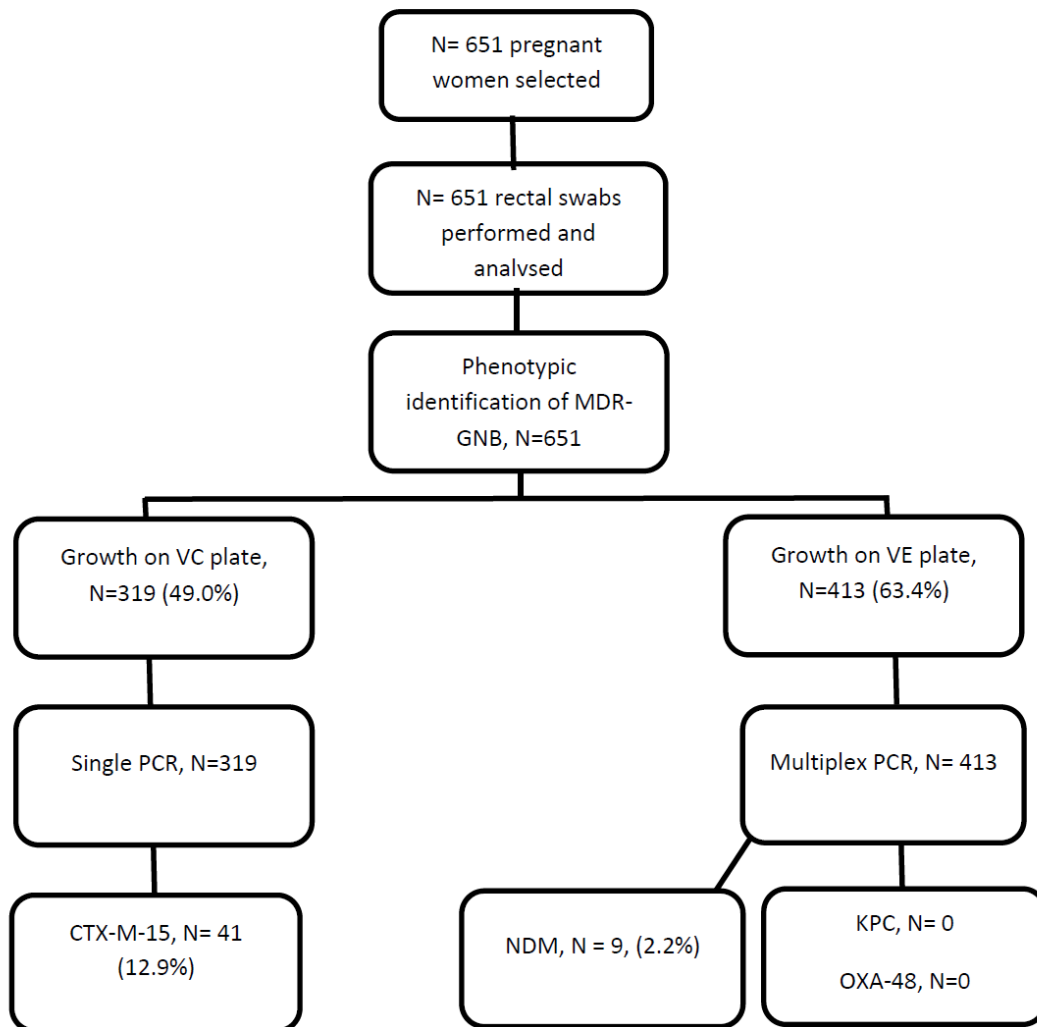 N= 651 pregnant
women selected
N= 651 rectal swabs
performed and
analysed
Phenotypic
identification of MDR-
GNB, N=651
Growth on VC plate,
N=319 (49.0%)
Growth on VE plate,
N=413 (63.4%)
Single PCR, N=319
Multiplex PCR, N= 413
CTX-M-15, N= 41
(12.9%)
NDM, N = 9, (2.2%)
KPC, N= 0
OXA-48, N=0